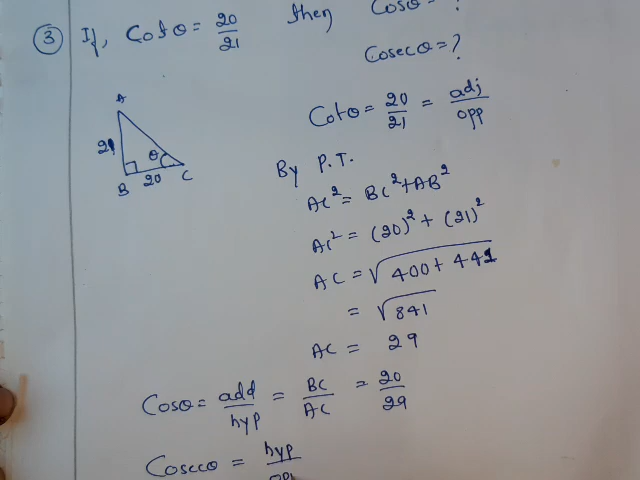 ③ If, Cotθ = 20/21 then Cosθ = ?
Cosecθ = ?
A
Cotθ = 20/21 = adj/opp
21
θ
B 20 C
By P.T.
AC² = BC² + AB²
AC² = (20)² + (21)²
AC = √400 + 441
= √841
AC = 29
Cosθ = add/hyp = BC/AC = 20/29
Cosecθ = hyp/opp